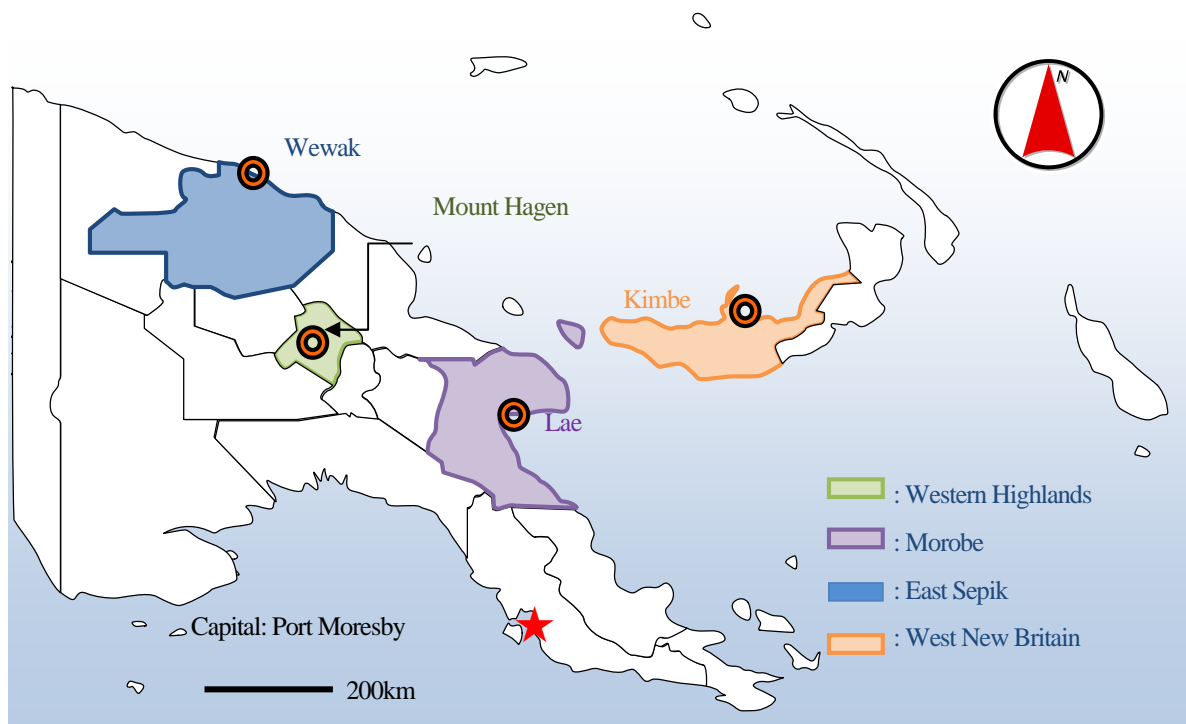 N
Wewak
Mount Hagen
Kimbe
Lae
: Western Highlands
: Morobe
: East Sepik
: West New Britain
Capital: Port Moresby
200km